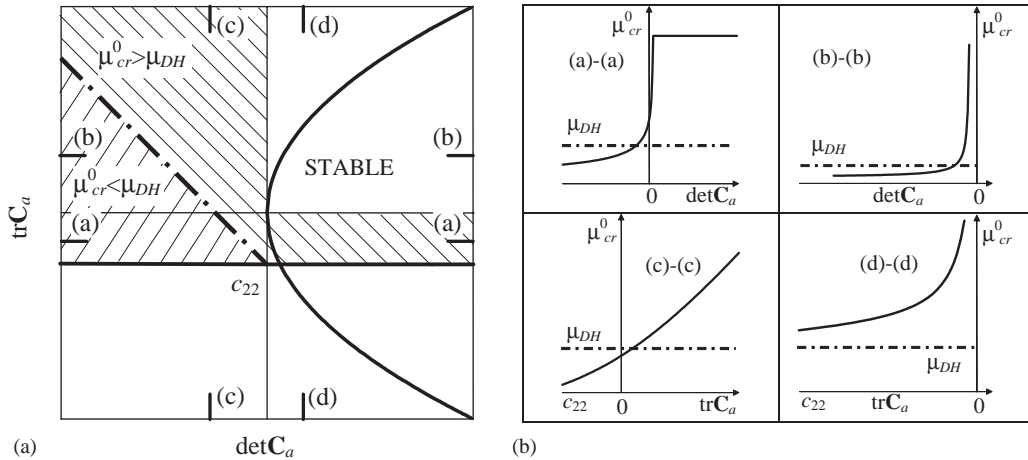 (c) (d)
μ⁰cr>μDH
(b) (b)
STABLE
μ⁰cr<μDH
trCa
(a) (a)
c22
(c) (d)
(a) detCa
μ⁰cr
(a)-(a)
μDH
0 detCa
μ⁰cr
(b)-(b)
μDH
detCa 0
μ⁰cr
(c)-(c)
μDH
c22 0 trCa
μ⁰cr
(d)-(d)
μDH
c22 trCa 0
(b)